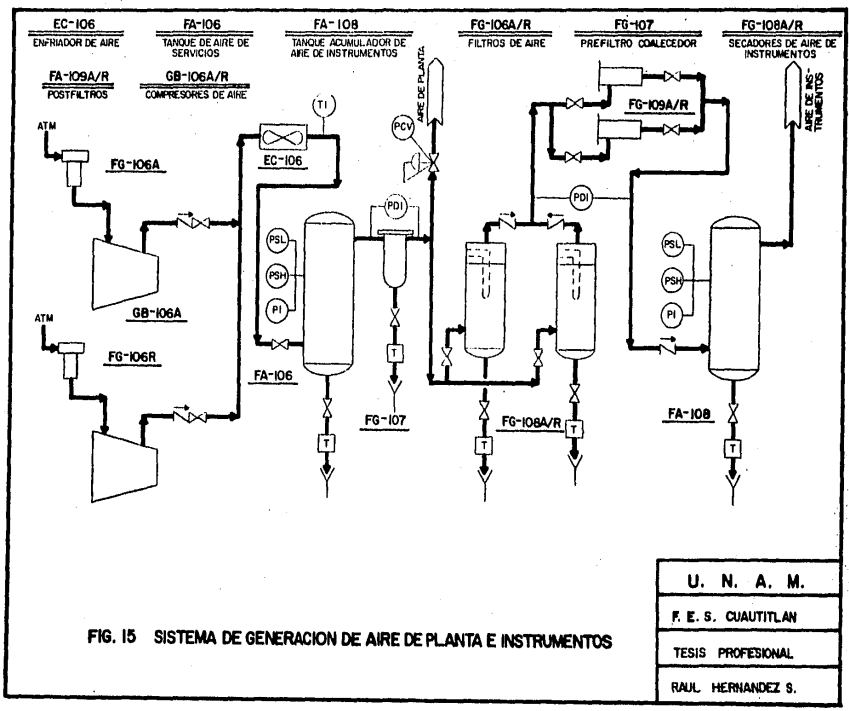 EC-106
ENFRIADOR DE AIRE
FA-106
TANQUE DE AIRE DE
SERVICIOS
FA-108
TANQUE ACUMULADOR DE
AIRE DE INSTRUMENTOS
FG-106A/R
FILTROS DE AIRE
FG-107
PREFILTRO COALECEDOR
FG-108A/R
SECADORES DE AIRE DE
INSTRUMENTOS
FA-109A/R
POSTFILTROS
GB-106A/R
COMPRESORES DE AIRE
AIRE DE PLANTA
AIRE DE INS-
TRUMENTOS
ATM
FG-106A
TI
EC-106
PCV
FG-109A/R
PDI
PDI
PSL
PSH
PI
PSL
PSH
PI
GB-106A
ATM
FG-106R
FA-106
T
FG-107
T
FG-108A/R
T
T
FA-108
T
FIG. 15 SISTEMA DE GENERACION DE AIRE DE PLANTA E INSTRUMENTOS
U. N. A. M.
F. E. S. CUAUTITLAN
TESIS PROFESIONAL
RAUL HERNANDEZ S.